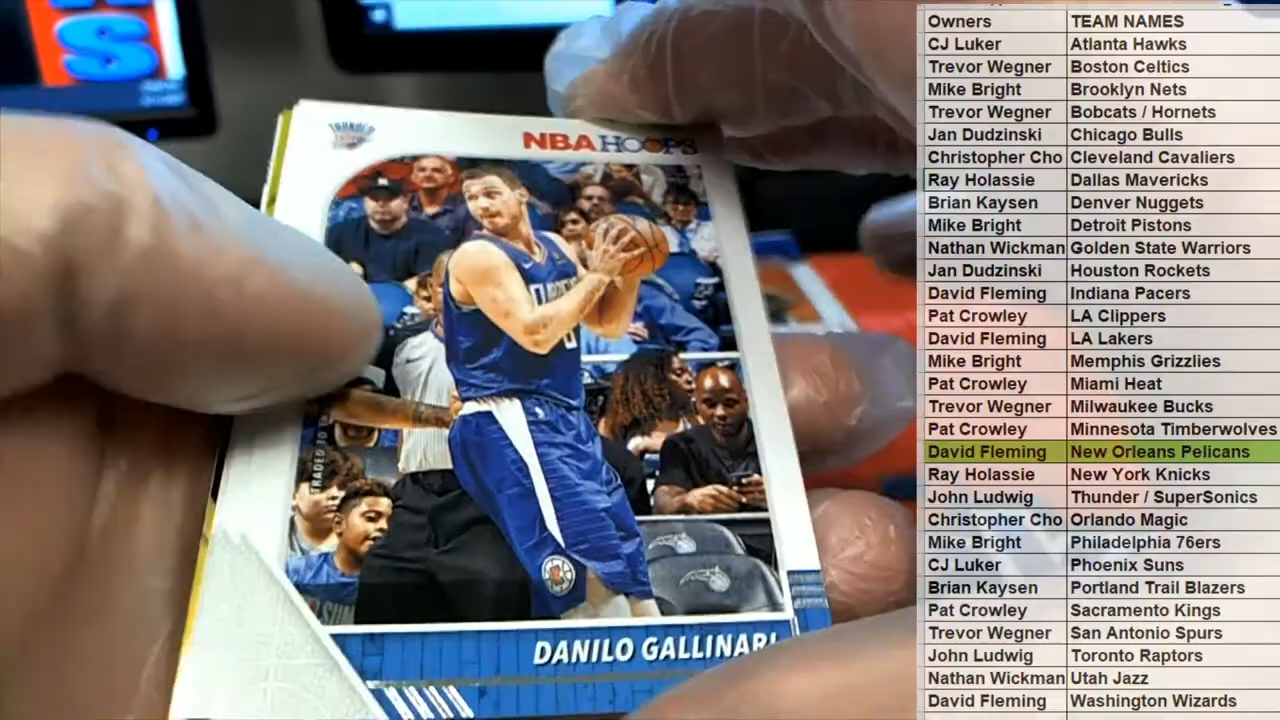 S
THUNDER
NBA HOOPS
TRADED TO
DANILO GALLINARI
Owners TEAM NAMES
CJ Luker Atlanta Hawks
Trevor Wegner Boston Celtics
Mike Bright Brooklyn Nets
Trevor Wegner Bobcats / Hornets
Jan Dudzinski Chicago Bulls
Christopher Cho Cleveland Cavaliers
Ray Holassie Dallas Mavericks
Brian Kaysen Denver Nuggets
Mike Bright Detroit Pistons
Nathan Wickman Golden State Warriors
Jan Dudzinski Houston Rockets
David Fleming Indiana Pacers
Pat Crowley LA Clippers
David Fleming LA Lakers
Mike Bright Memphis Grizzlies
Pat Crowley Miami Heat
Trevor Wegner Milwaukee Bucks
Pat Crowley Minnesota Timberwolves
David Fleming New Orleans Pelicans
Ray Holassie New York Knicks
John Ludwig Thunder / SuperSonics
Christopher Cho Orlando Magic
Mike Bright Philadelphia 76ers
CJ Luker Phoenix Suns
Brian Kaysen Portland Trail Blazers
Pat Crowley Sacramento Kings
Trevor Wegner San Antonio Spurs
John Ludwig Toronto Raptors
Nathan Wickman Utah Jazz
David Fleming Washington Wizards